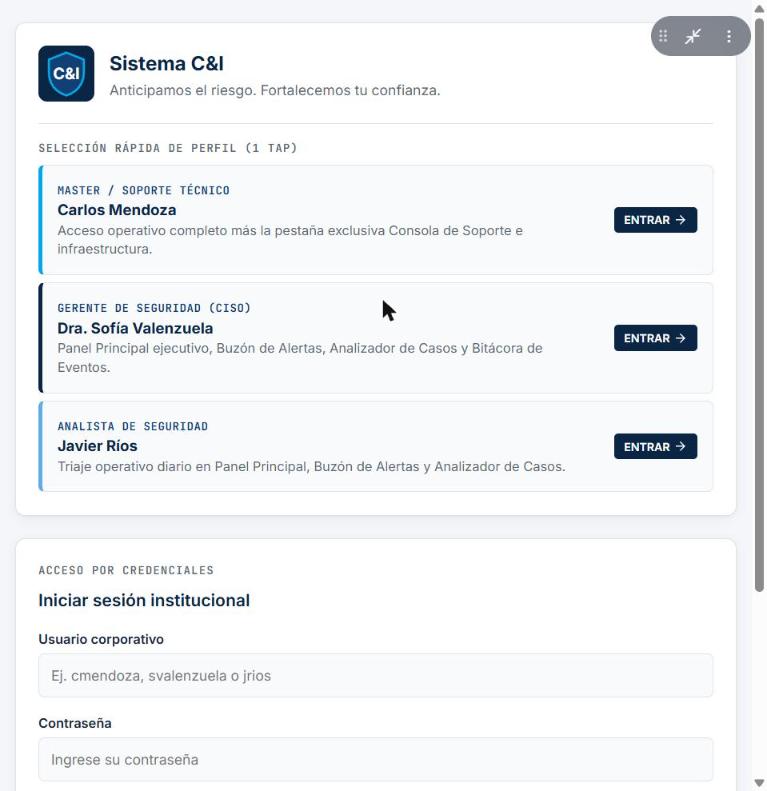 C&I
Sistema C&I
Anticipamos el riesgo. Fortalecemos tu confianza.
SELECCIÓN RÁPIDA DE PERFIL (1 TAP)
MASTER / SOPORTE TÉCNICO
Carlos Mendoza
Acceso operativo completo más la pestaña exclusiva Consola de Soporte e
infraestructura.
ENTRAR →
GERENTE DE SEGURIDAD (CISO)
Dra. Sofía Valenzuela
Panel Principal ejecutivo, Buzón de Alertas, Analizador de Casos y Bitácora de
Eventos.
ENTRAR →
ANALISTA DE SEGURIDAD
Javier Ríos
Triaje operativo diario en Panel Principal, Buzón de Alertas y Analizador de Casos.
ENTRAR →
ACCESO POR CREDENCIALES
Iniciar sesión institucional
Usuario corporativo
Ej. cmendoza, svalenzuela o jrios
Contraseña
Ingrese su contraseña